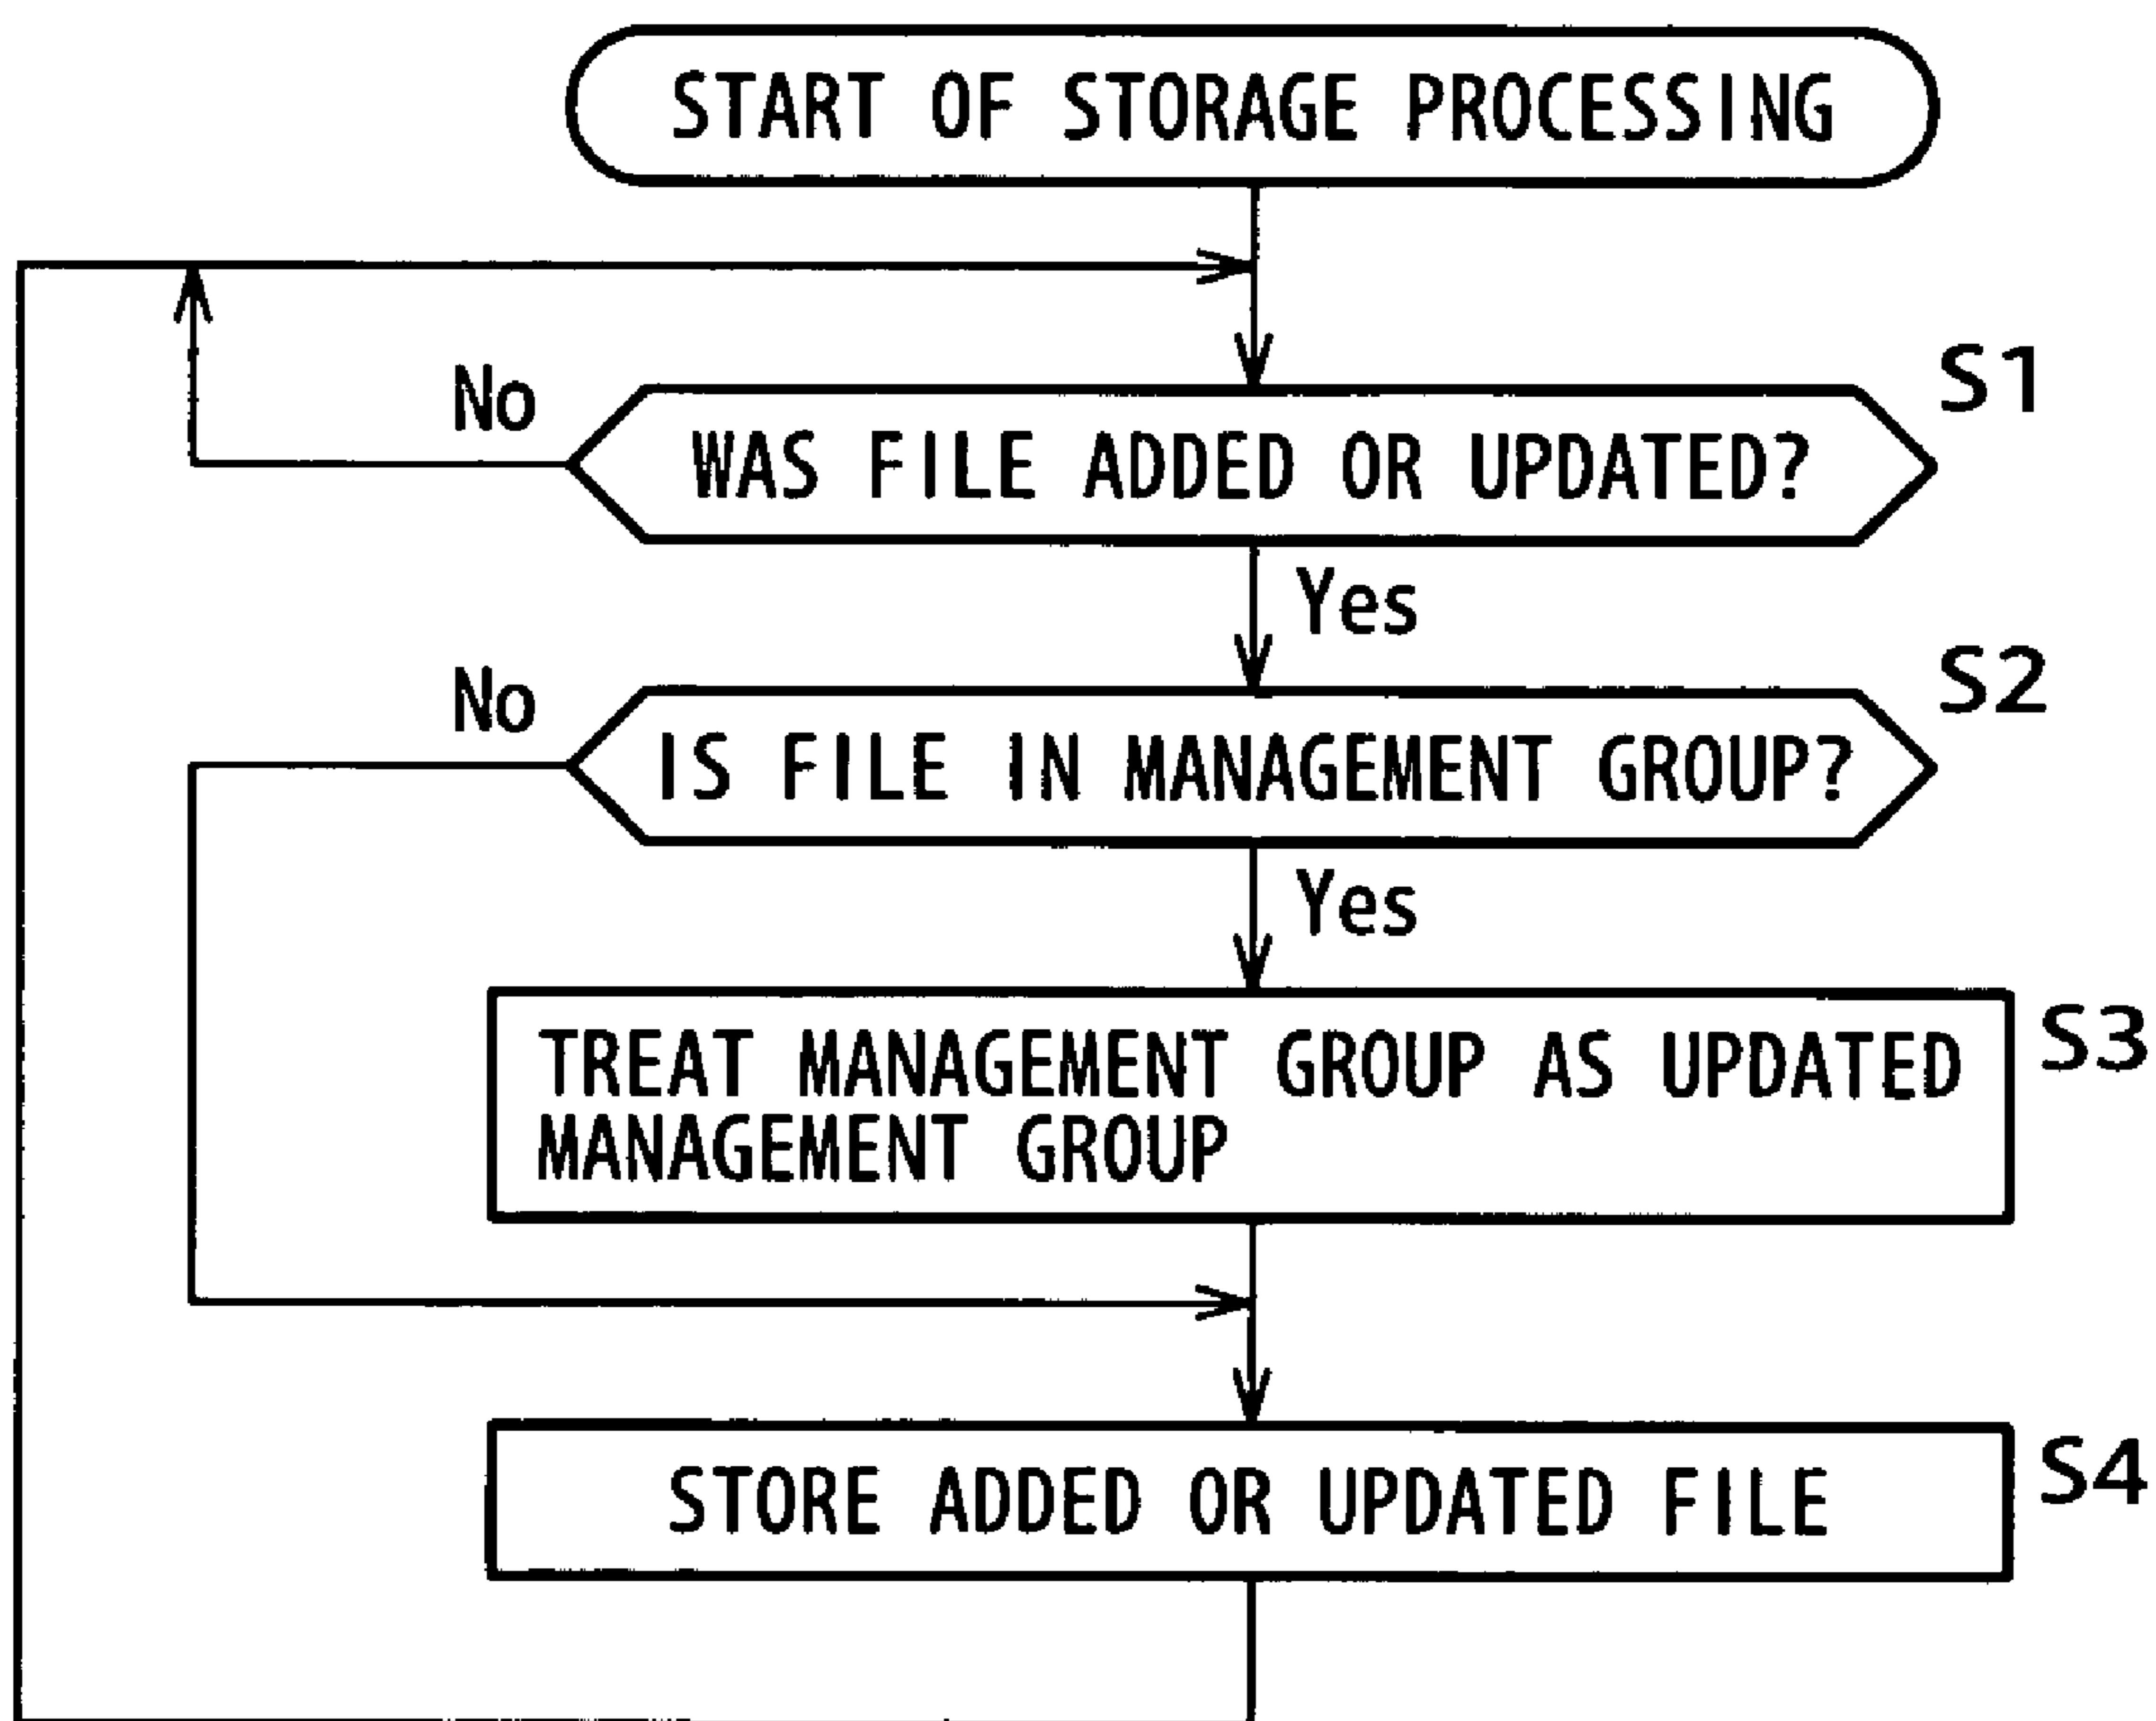 START OF STORAGE PROCESSING
S1
No
WAS FILE ADDED OR UPDATED?
Yes
S2
No
IS FILE IN MANAGEMENT GROUP?
Yes
S3
TREAT MANAGEMENT GROUP AS UPDATED
MANAGEMENT GROUP
S4
STORE ADDED OR UPDATED FILE